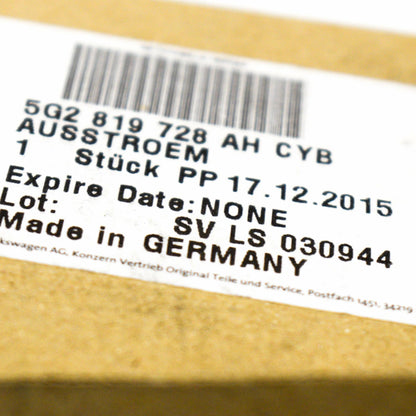 5G2 819 728 AH CYB
AUSSTROEM
1 Stück PP 17.12.2015
Expire Date:NONE
Lot: SV LS 030944
Made in GERMANY
lkswagen AG, Konzern Vertrieb Original Teile und Service, Postfach 1451, 34219